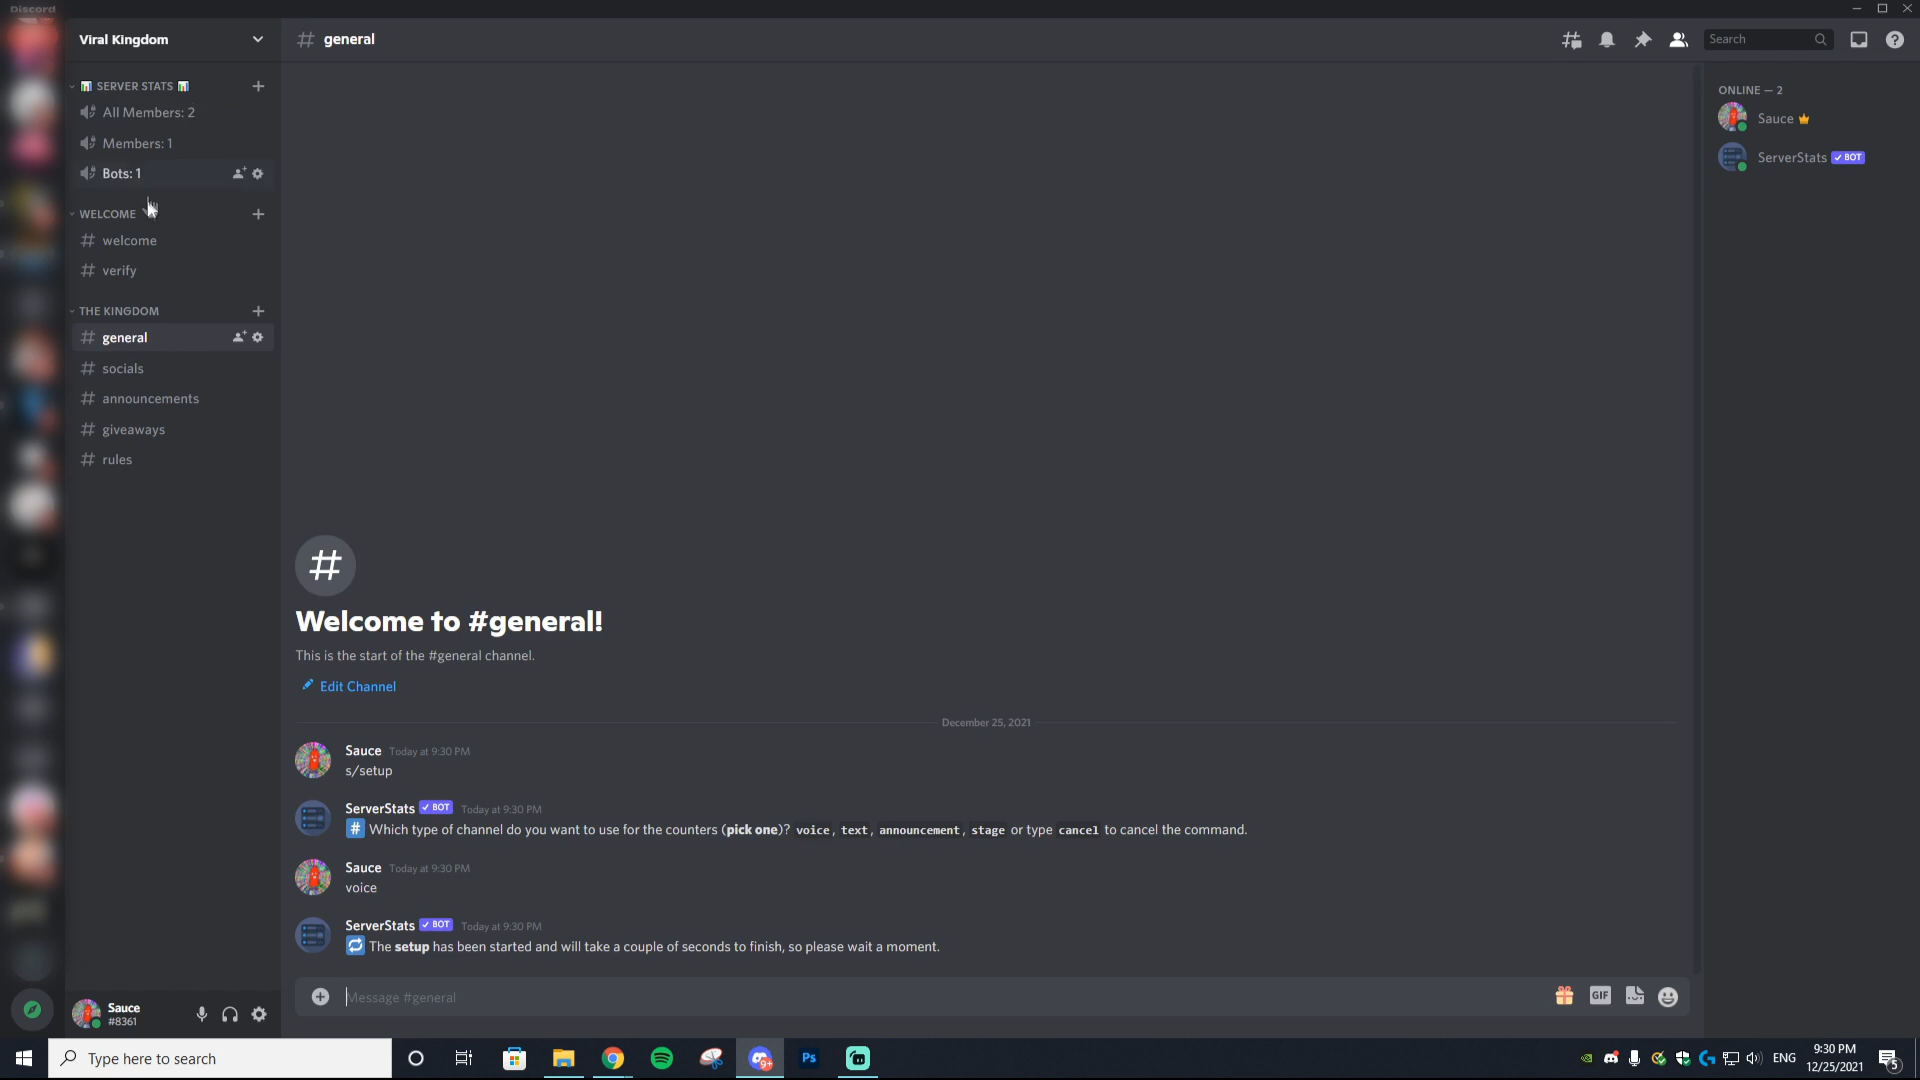 Discord
Viral Kingdom
# general
Search
SERVER STATS
All Members: 2
Members: 1
Bots: 1
WELCOME
welcome
verify
THE KINGDOM
general
socials
announcements
giveaways
rules
Sauce
#8361
Welcome to #general!
This is the start of the #general channel.
Edit Channel
December 25, 2021
Sauce Today at 9:30 PM
s/setup
ServerStats ✓ BOT Today at 9:30 PM
# Which type of channel do you want to use for the counters (pick one)? voice, text, announcement, stage or type cancel to cancel the command.
Sauce Today at 9:30 PM
voice
ServerStats ✓ BOT Today at 9:30 PM
The setup has been started and will take a couple of seconds to finish, so please wait a moment.
Message #general
GIF
ONLINE — 2
Sauce
ServerStats ✓ BOT
Type here to search
9+
Ps
ENG
9:30 PM
12/25/2021
5